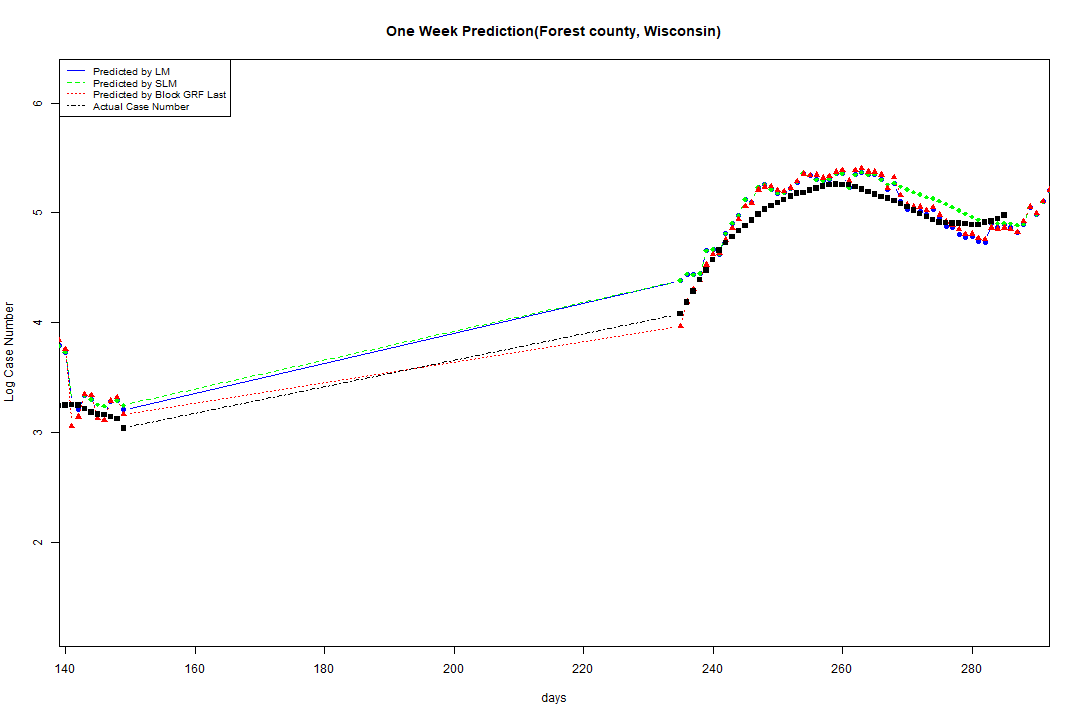 One Week Prediction(Forest county, Wisconsin)
Predicted by LM
Predicted by SLM
Predicted by Block GRF Last
Actual Case Number
6
5
4
3
2
Log Case Number
140 160 180 200 220 240 260 280
days